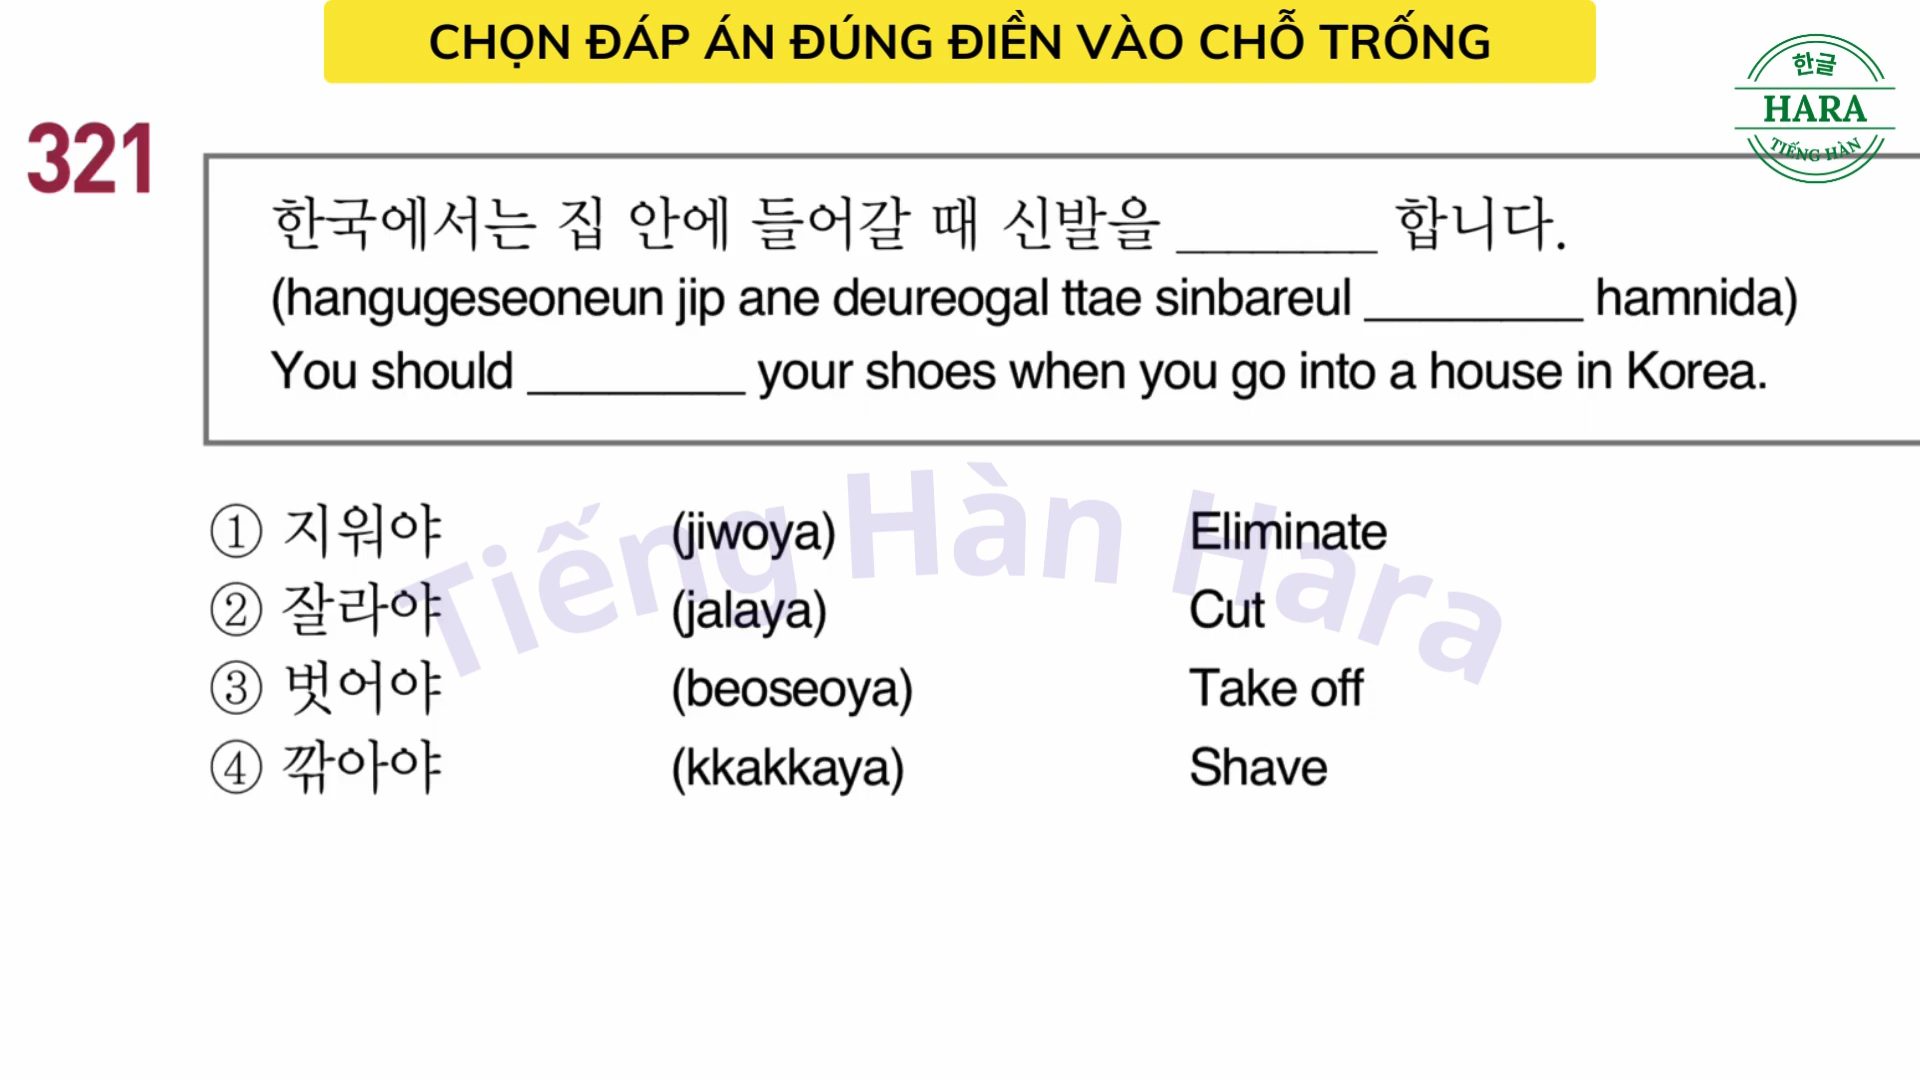 CHỌN ĐÁP ÁN ĐÚNG ĐIỀN VÀO CHỖ TRỐNG
한글
HARA
TIẾNG HÀN
321
한국에서는 집 안에 들어갈 때 신발을 ________ 합니다.
(hangugeseoneun jip ane deureogal ttae sinbareul ________ hamnida)
You should ________ your shoes when you go into a house in Korea.
Tiếng Hàn Hara
① 지워야 (jiwoya) Eliminate
② 잘라야 (jalaya) Cut
③ 벗어야 (beoseoya) Take off
④ 깎아야 (kkakkaya) Shave